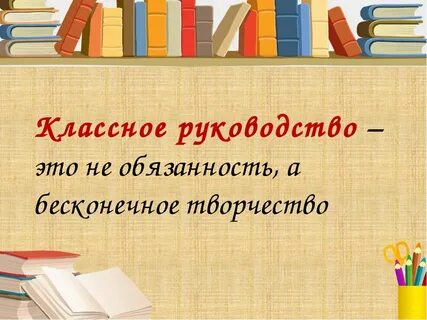 Классное руководство –
это не обязанность, а
бесконечное творчество